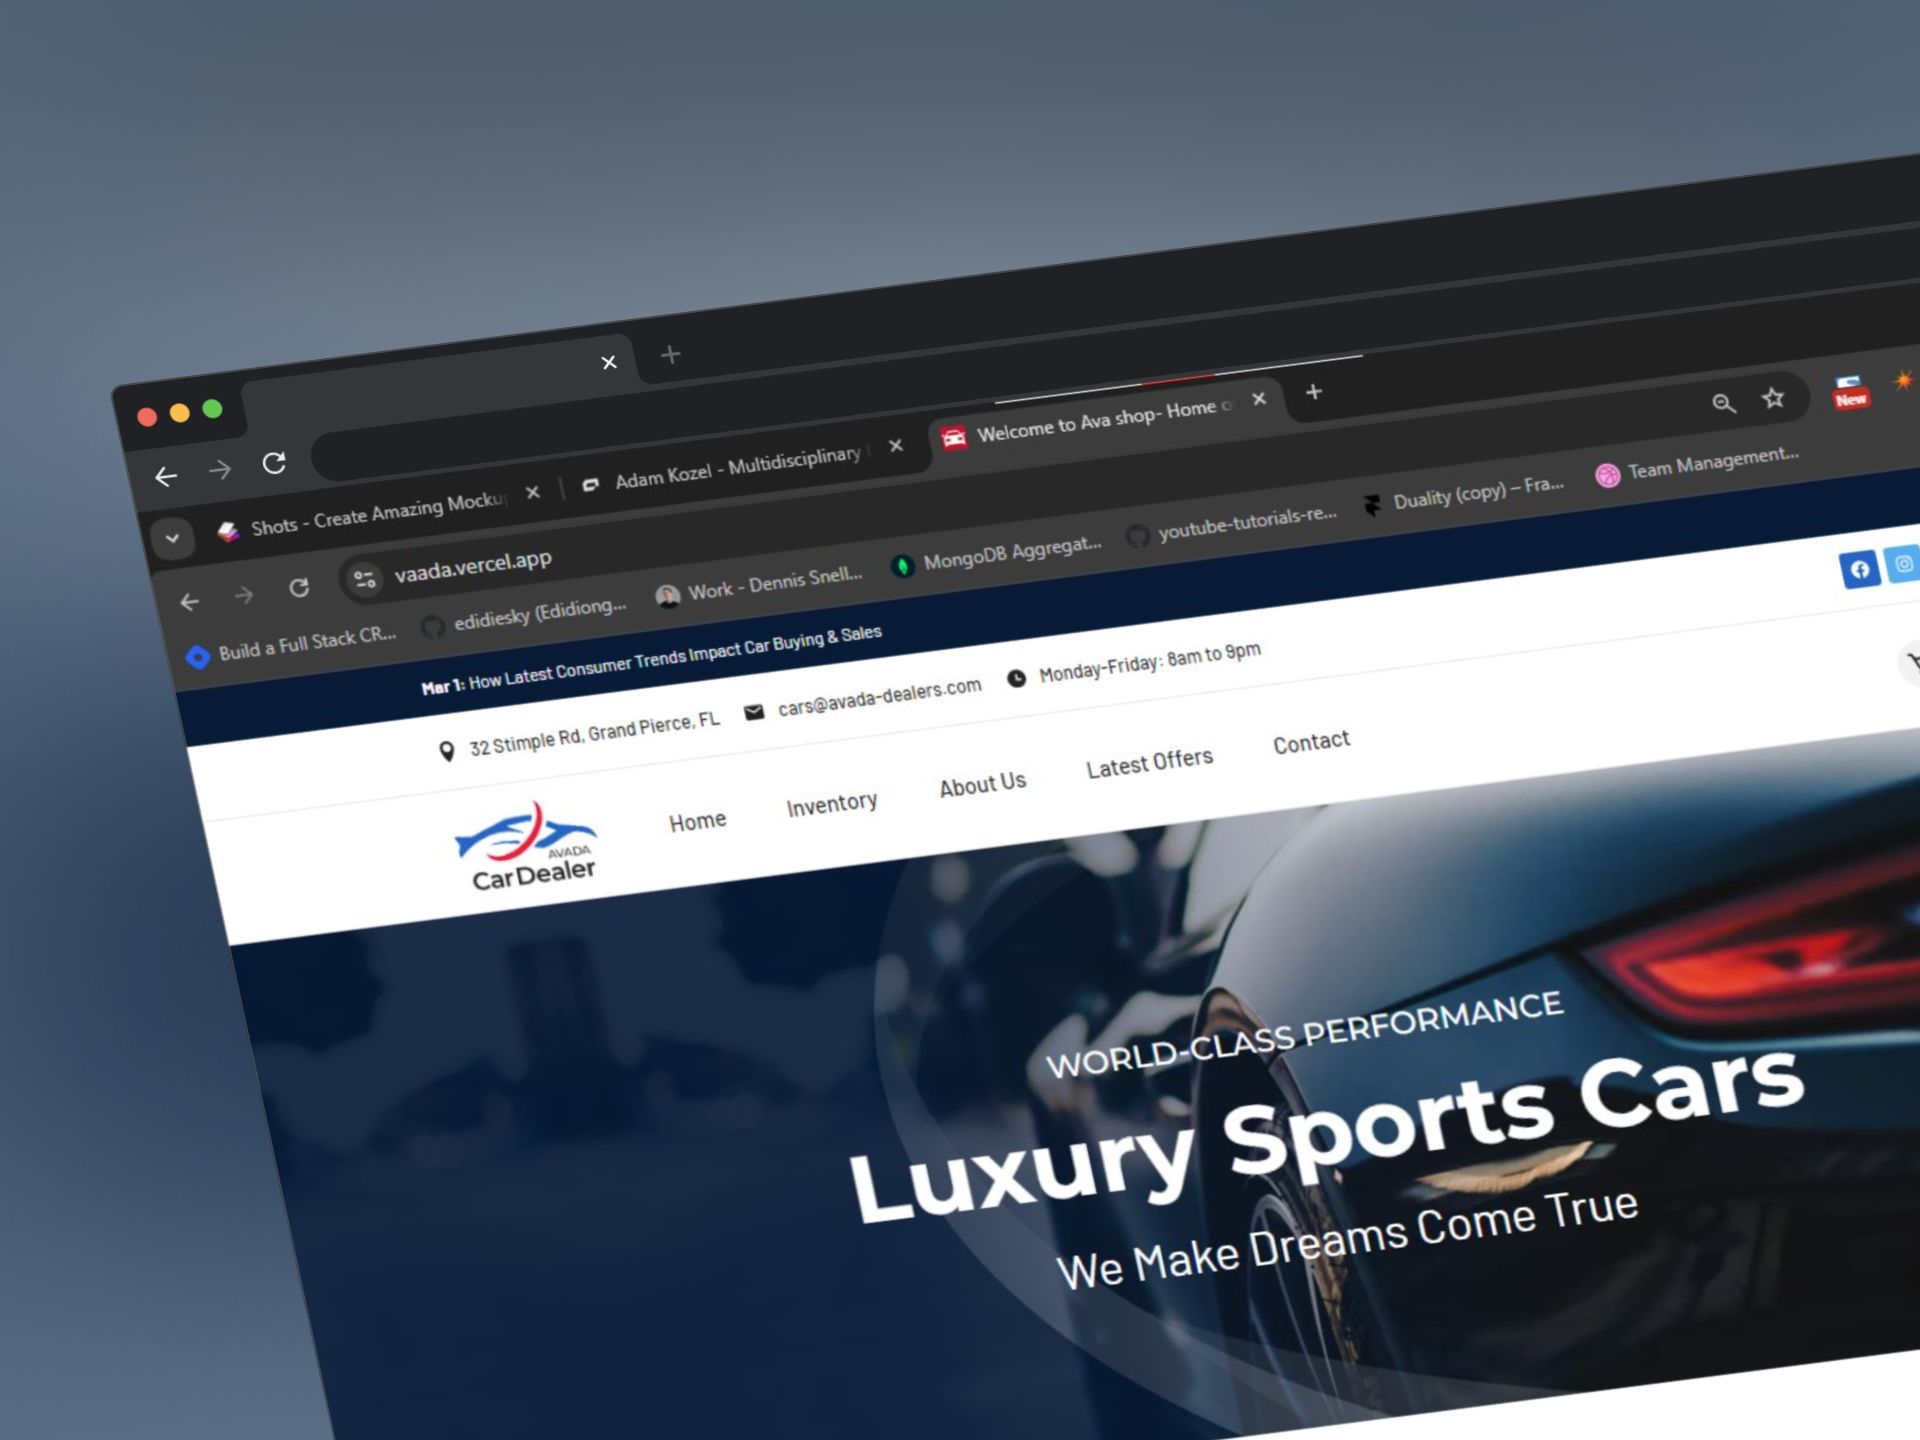 Shots - Create Amazing Mocku
Adam Kozel - Multidisciplinary
Welcome to Ava shop- Home o
vaada.vercel.app
New
Build a Full Stack CR...
edidiesky (Edidiong...
Work - Dennis Snell...
MongoDB Aggregat...
youtube-tutorials-re...
Duality (copy) – Fra...
Team Management...
Mar 1: How Latest Consumer Trends Impact Car Buying & Sales
32 Stimple Rd, Grand Pierce, FL
cars@avada-dealers.com
Monday-Friday: 8am to 9pm
AVADA
CarDealer
Home
Inventory
About Us
Latest Offers
Contact
WORLD-CLASS PERFORMANCE
Luxury Sports Cars
We Make Dreams Come True